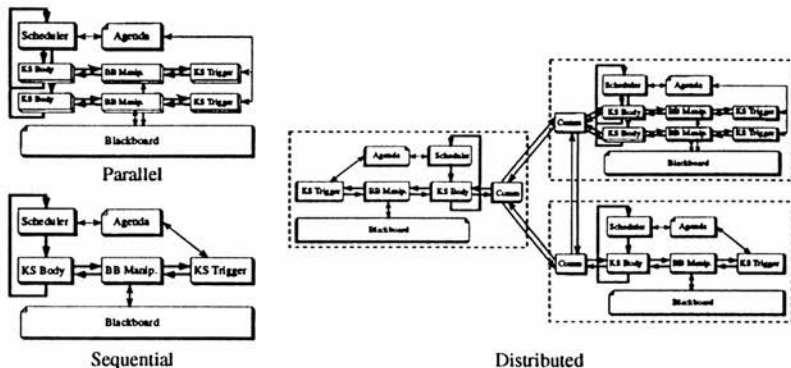 Scheduler Agenda
KS Body BB Manip. KS Trigger
KS Body BB Manip. KS Trigger
Blackboard
Parallel
Scheduler Agenda
KS Body BB Manip. KS Trigger
Blackboard
Sequential
Agenda Scheduler
KS Trigger BB Manip. KS Body Comm
Blackboard
Comm
Scheduler Agenda
KS Body BB Manip. KS Trigger
KS Body BB Manip. KS Trigger
Blackboard
Scheduler Agenda
Comm KS Body BB Manip. KS Trigger
Blackboard
Distributed